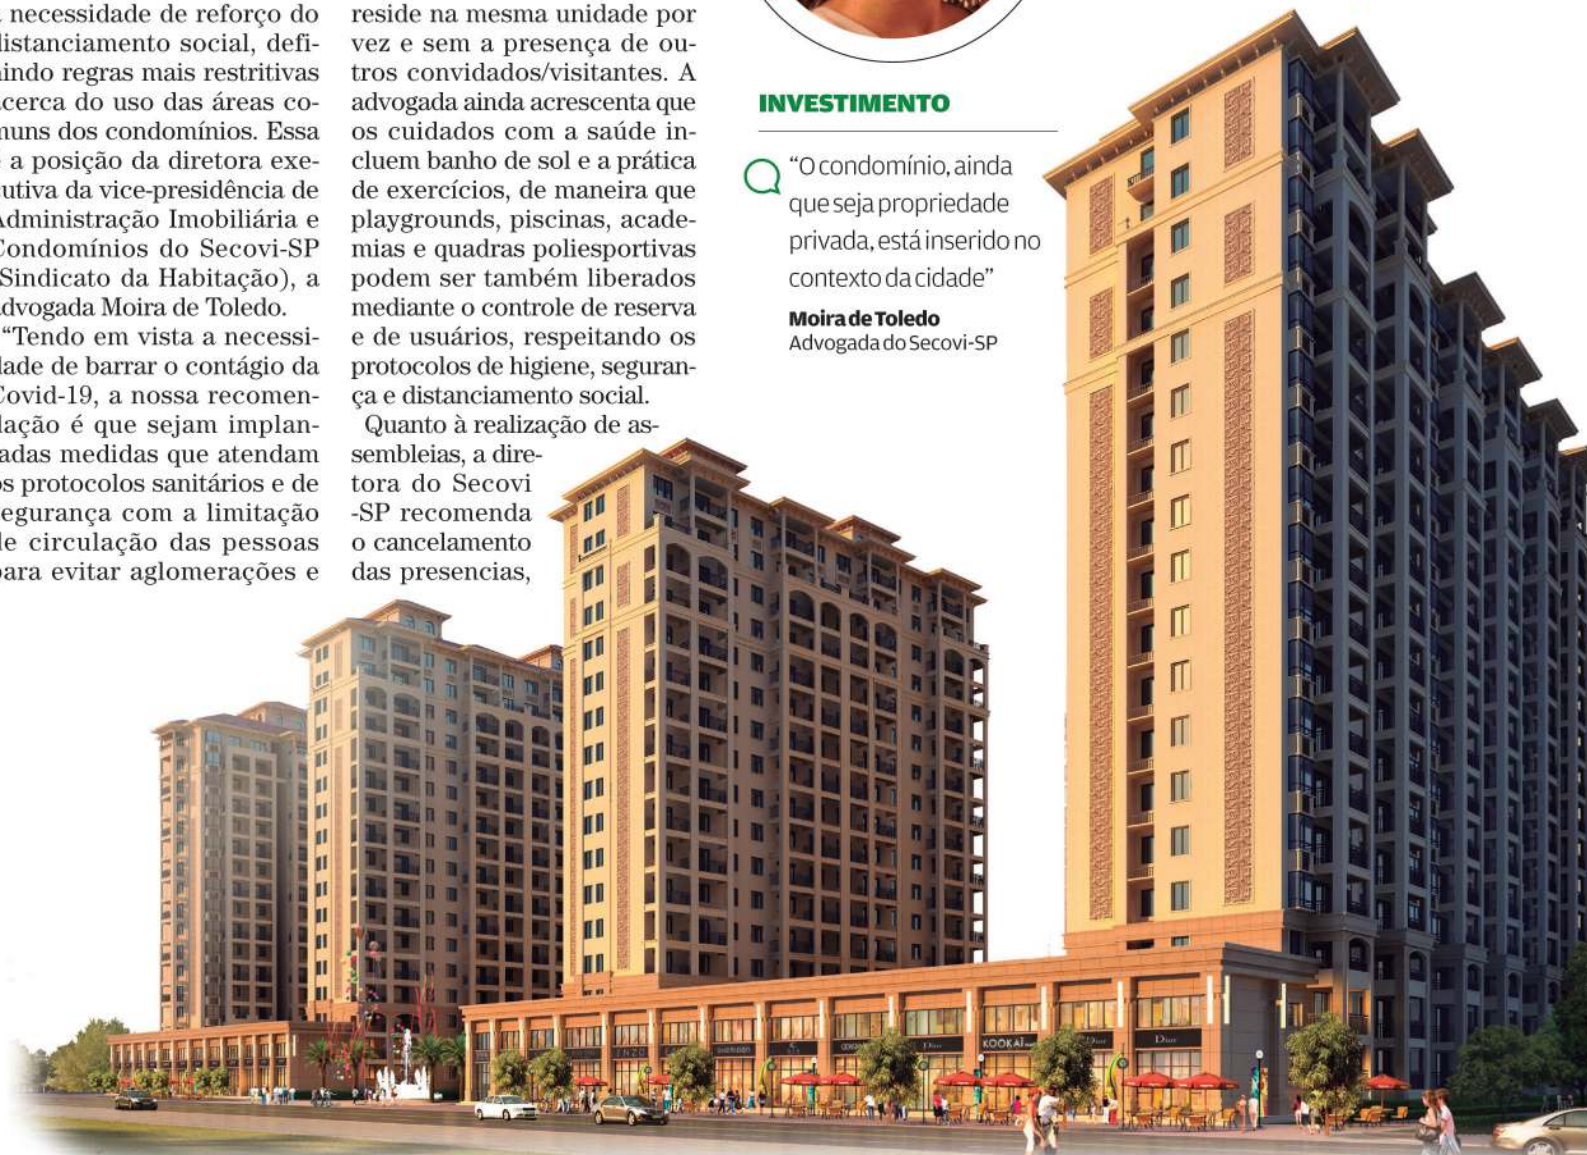 necessidade de reforço do
distanciamento social, defi-
nindo regras mais restritivas
acerca do uso das áreas co-
muns dos condomínios. Essa
é a posição da diretora exe-
cutiva da vice-presidência de
Administração Imobiliária e
Condomínios do Secovi-SP
(Sindicato da Habitação), a
advogada Moira de Toledo.
“Tendo em vista a necessi-
dade de barrar o contágio da
Covid-19, a nossa recomen-
dação é que sejam implan-
tadas medidas que atendam
os protocolos sanitários e de
segurança com a limitação
de circulação das pessoas
para evitar aglomerações e
reside na mesma unidade por
vez e sem a presença de ou-
tros convidados/visitantes. A
advogada ainda acrescenta que
os cuidados com a saúde in-
cluem banho de sol e a prática
de exercícios, de maneira que
playgrounds, piscinas, acade-
mias e quadras poliesportivas
podem ser também liberados
mediante o controle de reserva
e de usuários, respeitando os
protocolos de higiene, seguran-
ça e distanciamento social.
Quanto à realização de as-
sembleias, a dire-
tora do Secovi
-SP recomenda
o cancelamento
das presencias,
INVESTIMENTO
“O condomínio, ainda
que seja propriedade
privada, está inserido no
contexto da cidade”
Moira de Toledo
Advogada do Secovi-SP
Dior
KOOKAÏ
Dior
Dior